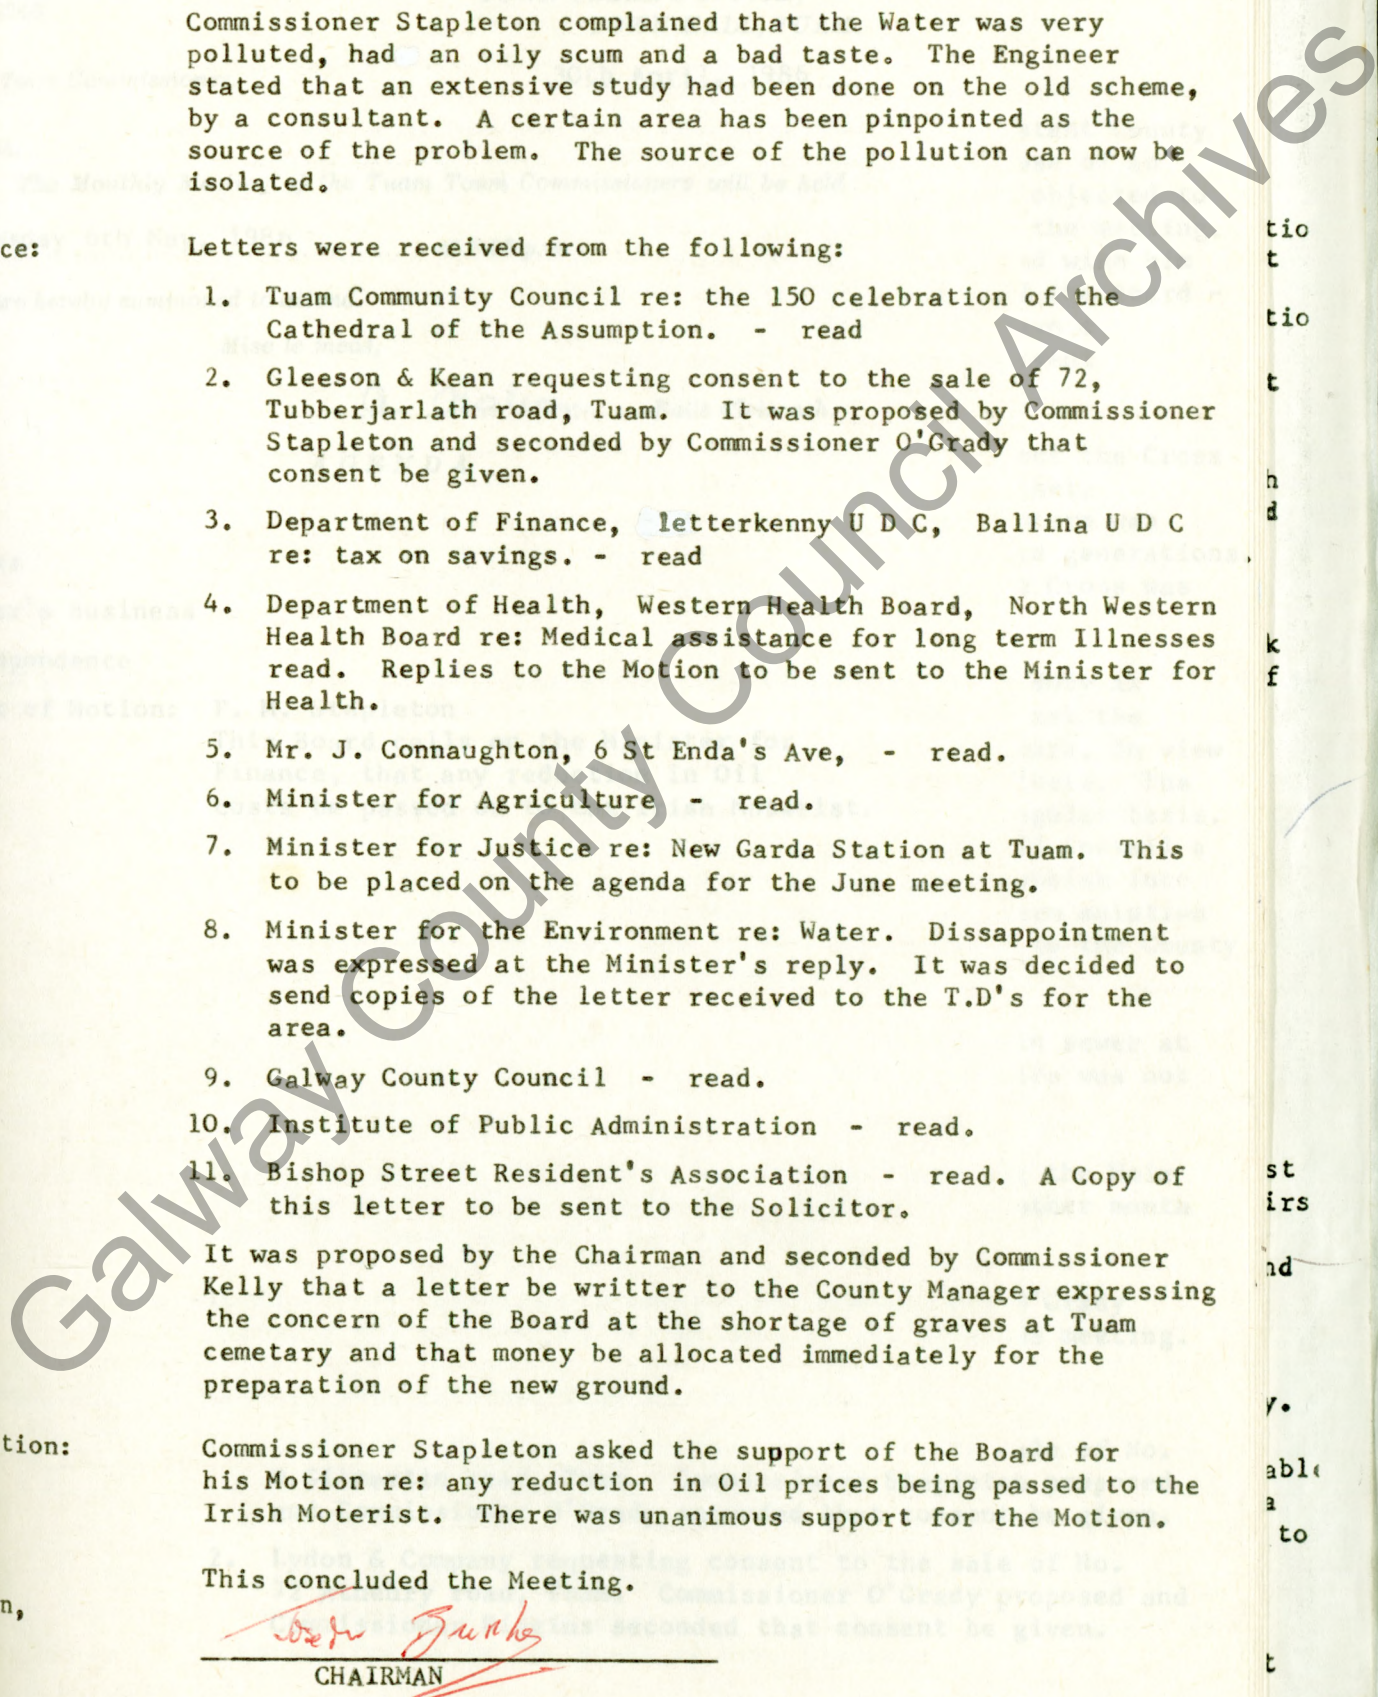 Commissioner Stapleton complained that the Water was very
polluted, had an oily scum and a bad taste. The Engineer
stated that an extensive study had been done on the old scheme,
by a consultant. A certain area has been pinpointed as the
source of the problem. The source of the pollution can now be
isolated.
ce: Letters were received from the following:
1. Tuam Community Council re: the 150 celebration of the
Cathedral of the Assumption. - read
2. Gleeson & Kean requesting consent to the sale of 72,
Tubberjarlath road, Tuam. It was proposed by Commissioner
Stapleton and seconded by Commissioner O'Grady that
consent be given.
3. Department of Finance, letterkenny U D C, Ballina U D C
re: tax on savings. - read
4. Department of Health, Western Health Board, North Western
Health Board re: Medical assistance for long term Illnesses
read. Replies to the Motion to be sent to the Minister for
Health.
5. Mr. J. Connaughton, 6 St Enda's Ave, - read.
6. Minister for Agriculture - read.
7. Minister for Justice re: New Garda Station at Tuam. This
to be placed on the agenda for the June meeting.
8. Minister for the Environment re: Water. Dissappointment
was expressed at the Minister's reply. It was decided to
send copies of the letter received to the T.D's for the
area.
9. Galway County Council - read.
10. Institute of Public Administration - read.
11. Bishop Street Resident's Association - read. A Copy of
this letter to be sent to the Solicitor.
It was proposed by the Chairman and seconded by Commissioner
Kelly that a letter be writter to the County Manager expressing
the concern of the Board at the shortage of graves at Tuam
cemetary and that money be allocated immediately for the
preparation of the new ground.
tion: Commissioner Stapleton asked the support of the Board for
his Motion re: any reduction in Oil prices being passed to the
Irish Moterist. There was unanimous support for the Motion.
This concluded the Meeting.
n,
CHAIRMAN
tio
t
tio
t
h
d
k
f
st
irs
nd
y.
able
a
to
t
Galway County Council Archives